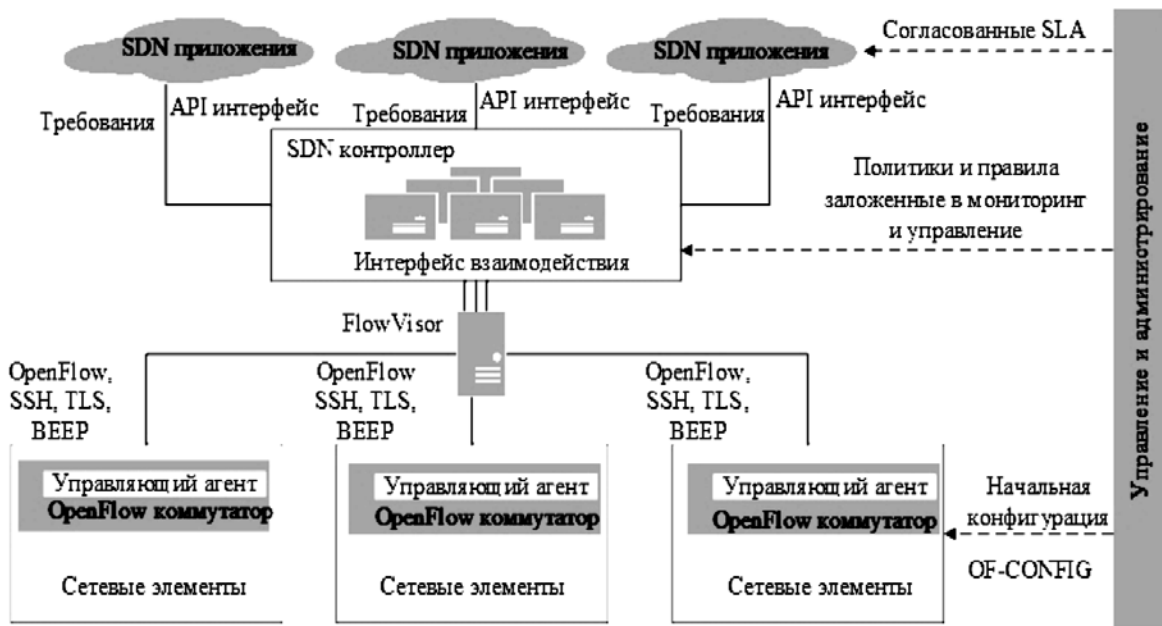 SDN приложения
SDN приложения
SDN приложения
Согласованные SLA
Требования
API интерфейс
Требования
API интерфейс
Требования
API интерфейс
SDN контроллер
Интерфейс взаимодействия
Политики и правила
заложенные в мониторинг
и управление
FlowVisor
OpenFlow,
SSH, TLS,
BEEP
OpenFlow
SSH, TLS,
BEEP
OpenFlow,
SSH, TLS,
BEEP
Управляющий агент
OpenFlow коммутатор
Сетевые элементы
Управляющий агент
OpenFlow коммутатор
Сетевые элементы
Управляющий агент
OpenFlow коммутатор
Сетевые элементы
Начальная
конфигурация
OF-CONFIG
Управление и администрирование